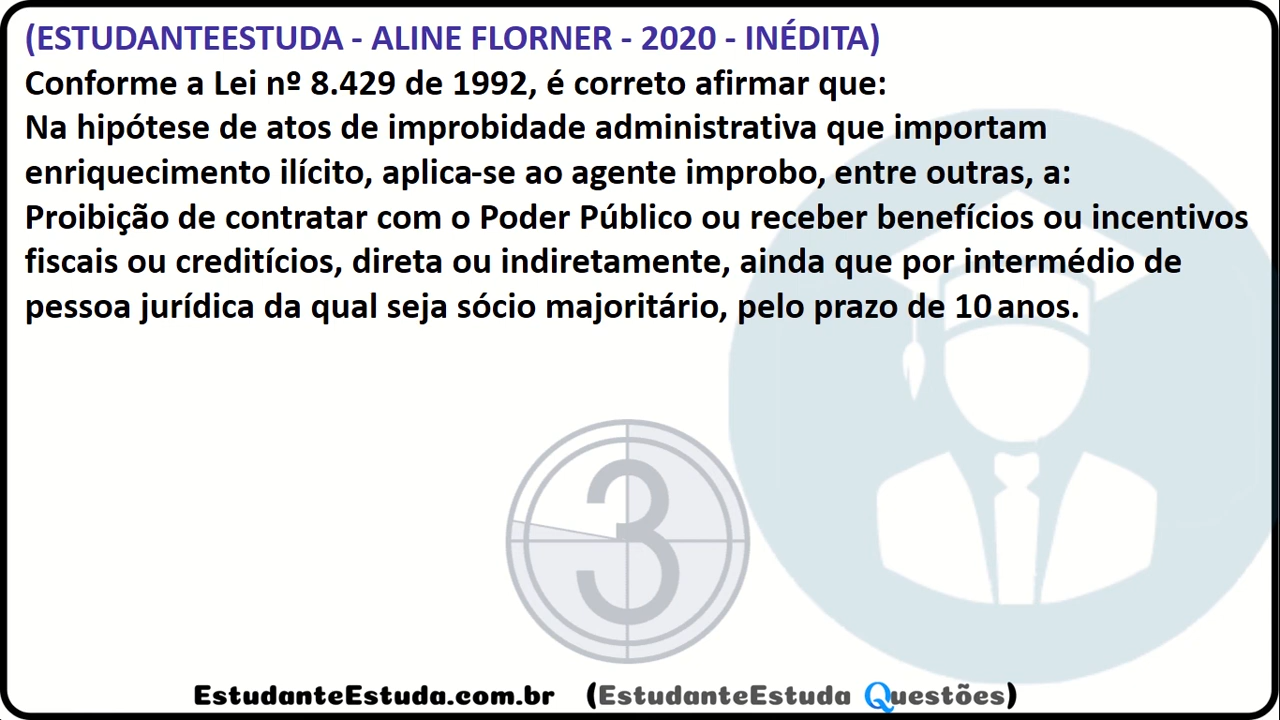 (ESTUDANTEESTUDA - ALINE FLORNER - 2020 - INÉDITA)
Conforme a Lei nº 8.429 de 1992, é correto afirmar que:
Na hipótese de atos de improbidade administrativa que importam
enriquecimento ilícito, aplica-se ao agente improbo, entre outras, a:
Proibição de contratar com o Poder Público ou receber benefícios ou incentivos
fiscais ou creditícios, direta ou indiretamente, ainda que por intermédio de
pessoa jurídica da qual seja sócio majoritário, pelo prazo de 10 anos.
3
EstudanteEstuda.com.br (EstudanteEstuda Questões)